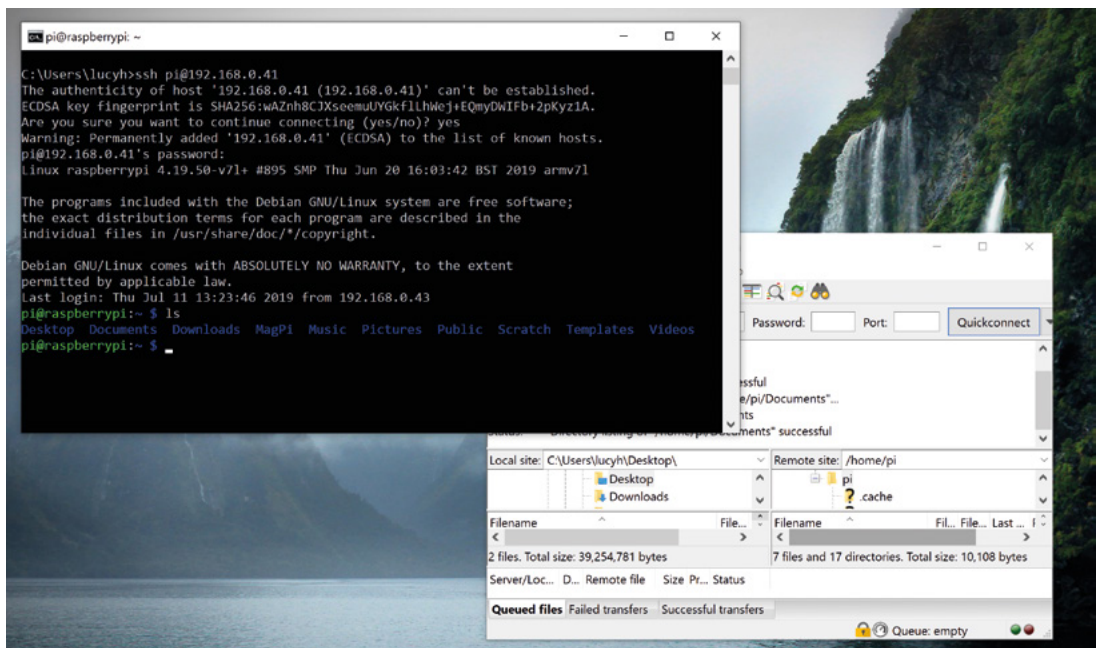 pi@raspberrypi: ~
C:\Users\lucyh>ssh pi@192.168.0.41
The authenticity of host '192.168.0.41 (192.168.0.41)' can't be established.
ECDSA key fingerprint is SHA256:wAZnh8CJXseemuUYGkflLhWej+EQmyDWIFb+2pKyz1A.
Are you sure you want to continue connecting (yes/no)? yes
Warning: Permanently added '192.168.0.41' (ECDSA) to the list of known hosts.
pi@192.168.0.41's password:
Linux raspberrypi 4.19.50-v7l+ #895 SMP Thu Jun 20 16:03:42 BST 2019 armv7l
The programs included with the Debian GNU/Linux system are free software;
the exact distribution terms for each program are described in the
individual files in /usr/share/doc/*/copyright.
Debian GNU/Linux comes with ABSOLUTELY NO WARRANTY, to the extent
permitted by applicable law.
Last login: Thu Jul 11 13:23:46 2019 from 192.168.0.43
pi@raspberrypi:~ $ ls
Desktop Documents Downloads MagPi Music Pictures Public Scratch Templates Videos
pi@raspberrypi:~ $
Password: Port: Quickconnect
essful
e/pi/Documents"...
nts
Directory listing of "/home/pi/Documents" successful
Local site: C:\Users\lucyh\Desktop\ Remote site: /home/pi
Desktop pi
Downloads .cache
Filename File... Filename Fil... File... Last ...
2 files. Total size: 39,254,781 bytes 7 files and 17 directories. Total size: 10,108 bytes
Server/Loc... D... Remote file Size Pr... Status
Queued files Failed transfers Successful transfers
Queue: empty